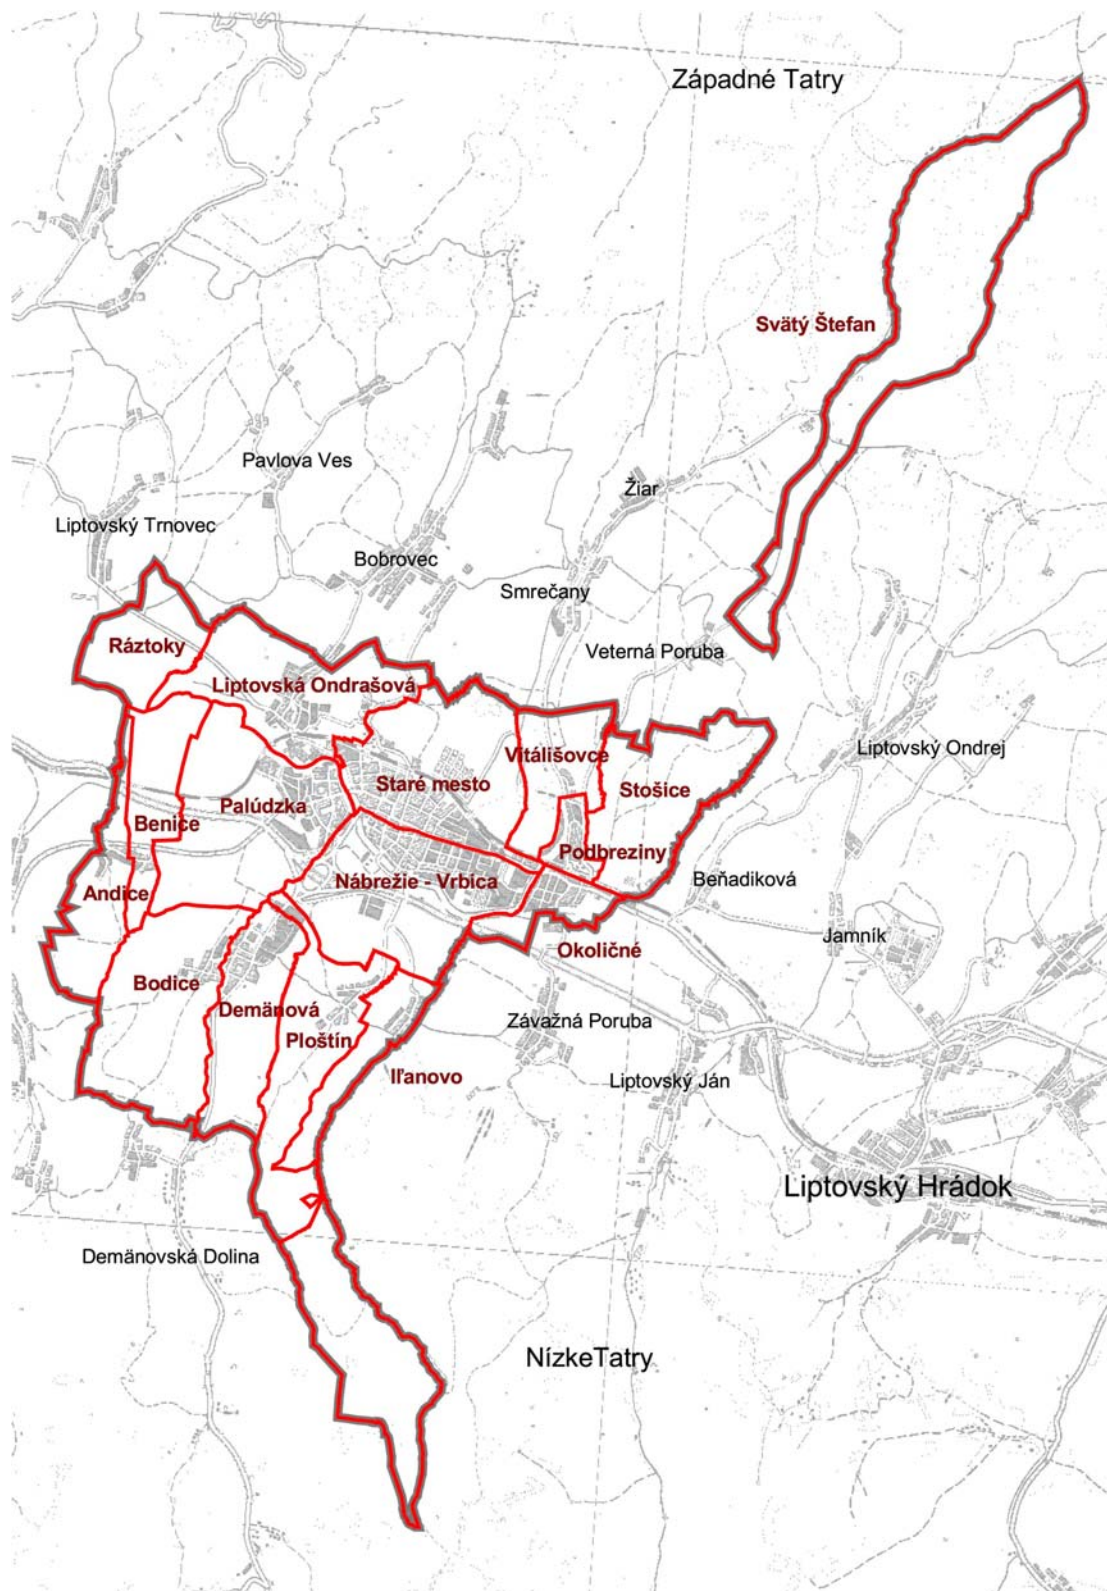 Západné Tatry
Svätý Štefan
Pavlova Ves
Žiar
Liptovský Trnovec
Bobrovec
Smrečany
Ráztoky
Veterná Poruba
Liptovská Ondrašová
Vitálišovce
Liptovský Ondrej
Staré mesto
Stošice
Palúdzka
Benice
Podbreziny
Nábrežie - Vrbica
Beňadiková
Andice
Jamník
Okoličné
Bodice
Demänová
Závažná Poruba
Ploštín
Iľanovo
Liptovský Ján
Liptovský Hrádok
Demänovská Dolina
NízkeTatry